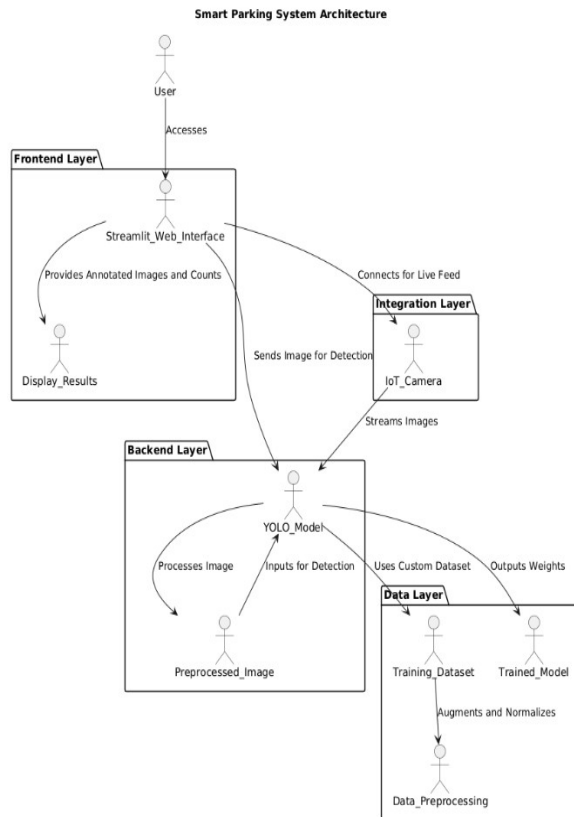 Smart Parking System Architecture
User
Accesses
Frontend Layer
Streamlit_Web_Interface
Provides Annotated Images and Counts
Connects for Live Feed
Integration Layer
Sends Image for Detection
Display_Results
IoT_Camera
Streams Images
Backend Layer
YOLO_Model
Processes Image
Inputs for Detection
Uses Custom Dataset
Outputs Weights
Data Layer
Preprocessed_Image
Training_Dataset
Trained_Model
Augments and Normalizes
Data_Preprocessing